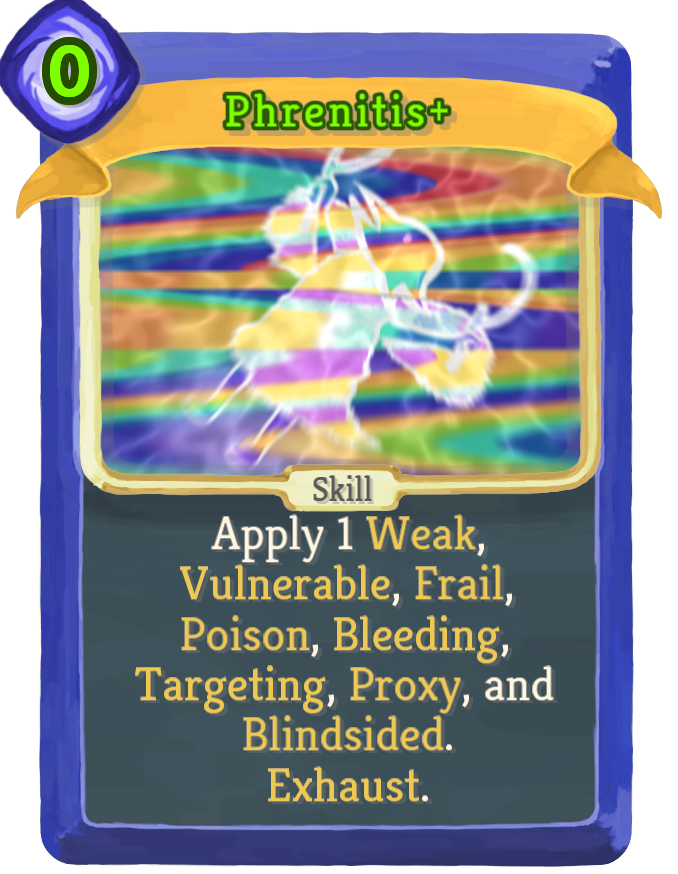 0
Phrenitis+
Skill
Apply 1 Weak,
Vulnerable, Frail,
Poison, Bleeding,
Targeting, Proxy, and
Blindsided.
Exhaust.